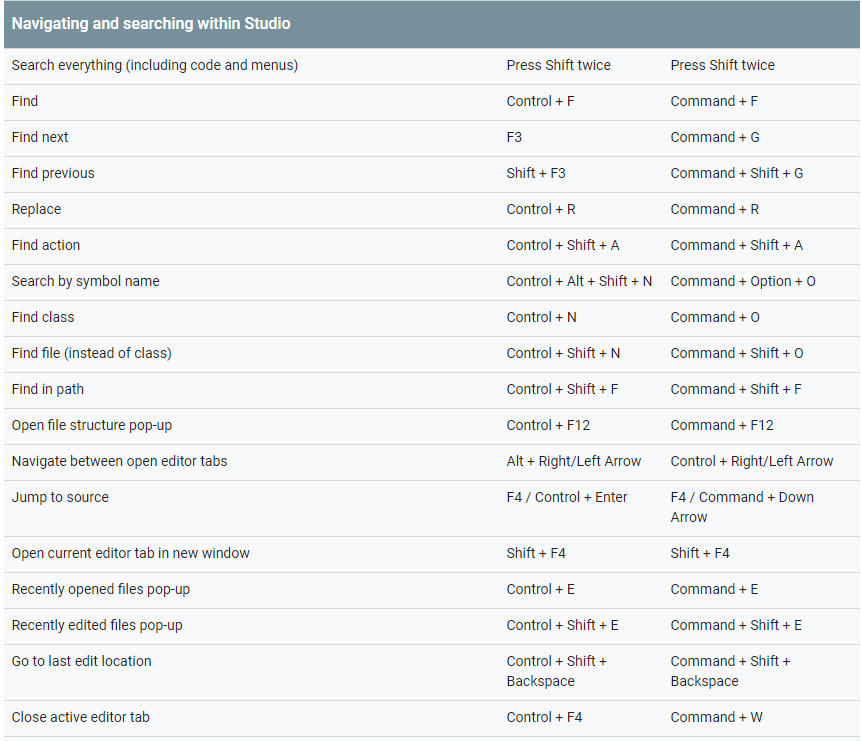 Navigating and searching within Studio
Search everything (including code and menus) Press Shift twice Press Shift twice
Find Control + F Command + F
Find next F3 Command + G
Find previous Shift + F3 Command + Shift + G
Replace Control + R Command + R
Find action Control + Shift + A Command + Shift + A
Search by symbol name Control + Alt + Shift + N Command + Option + O
Find class Control + N Command + O
Find file (instead of class) Control + Shift + N Command + Shift + O
Find in path Control + Shift + F Command + Shift + F
Open file structure pop-up Control + F12 Command + F12
Navigate between open editor tabs Alt + Right/Left Arrow Control + Right/Left Arrow
Jump to source F4 / Control + Enter F4 / Command + Down
Arrow
Open current editor tab in new window Shift + F4 Shift + F4
Recently opened files pop-up Control + E Command + E
Recently edited files pop-up Control + Shift + E Command + Shift + E
Go to last edit location Control + Shift + Command + Shift +
Backspace Backspace
Close active editor tab Control + F4 Command + W